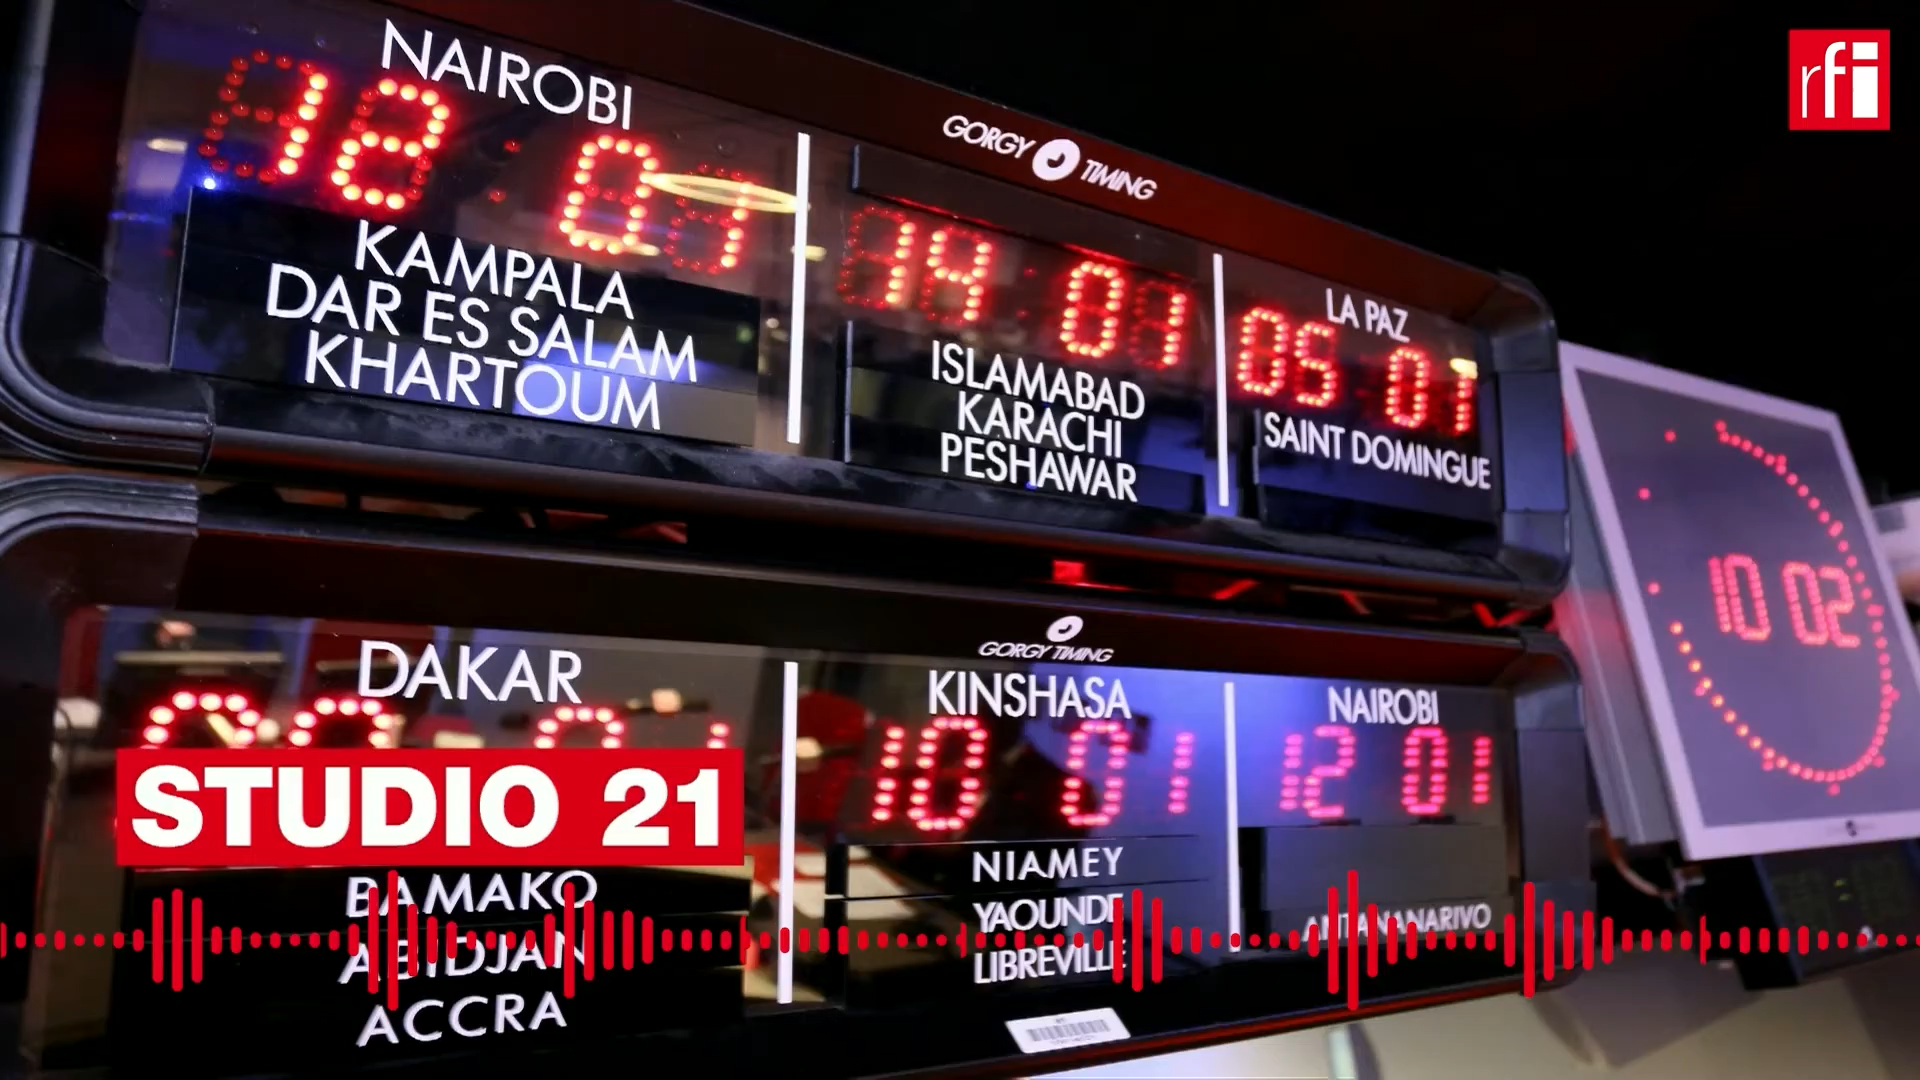 rfi
NAIROBI
12:01
KAMPALA
DAR ES SALAM
KHARTOUM
GORGY TIMING
14:01
ISLAMABAD
KARACHI
PESHAWAR
LA PAZ
05:01
SAINT DOMINGUE
10 02
GORGY TIMING
DAKAR
STUDIO 21
BAMAKO
ABIDJAN
ACCRA
KINSHASA
10 01
NIAMEY
YAOUNDE
LIBREVILLE
NAIROBI
12 01
ANTANANARIVO